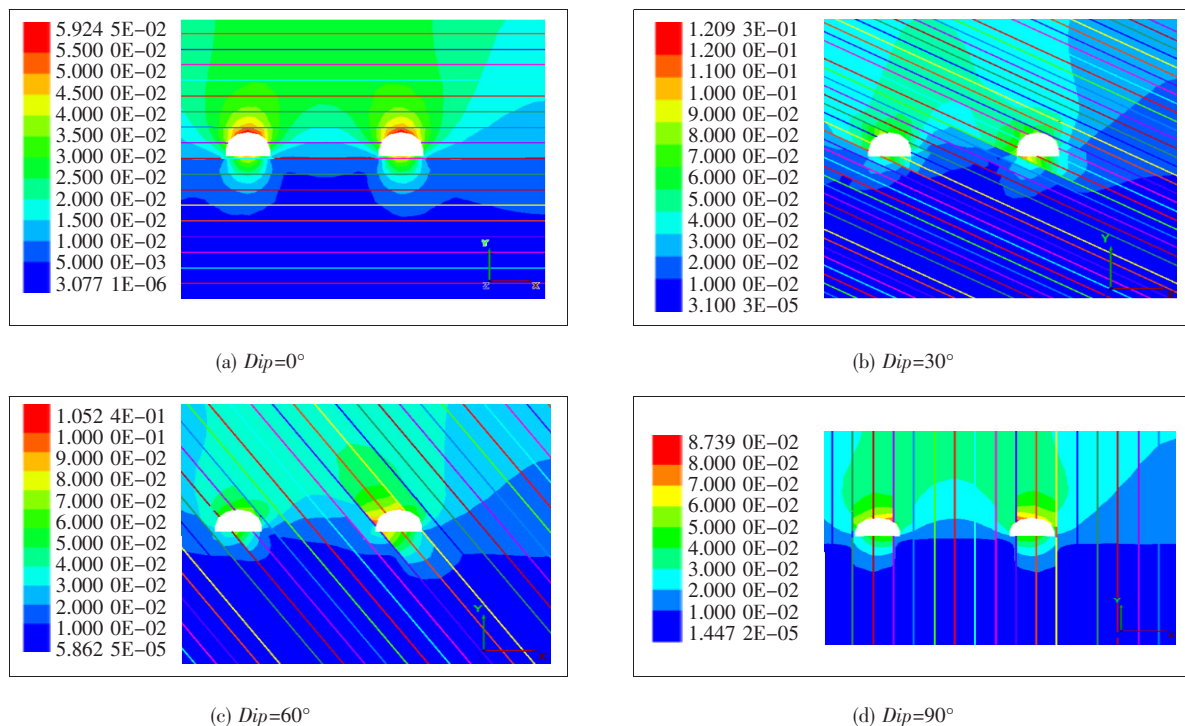 5.924 5E−02
5.500 0E−02
5.000 0E−02
4.500 0E−02
4.000 0E−02
3.500 0E−02
3.000 0E−02
2.500 0E−02
2.000 0E−02
1.500 0E−02
1.000 0E−02
5.000 0E−03
3.077 1E−06
Y
Z X
(a) Dip=0°
1.209 3E−01
1.200 0E−01
1.100 0E−01
1.000 0E−01
9.000 0E−02
8.000 0E−02
7.000 0E−02
6.000 0E−02
5.000 0E−02
4.000 0E−02
3.000 0E−02
2.000 0E−02
1.000 0E−02
3.100 3E−05
Y
X
(b) Dip=30°
1.052 4E−01
1.000 0E−01
9.000 0E−02
8.000 0E−02
7.000 0E−02
6.000 0E−02
5.000 0E−02
4.000 0E−02
3.000 0E−02
2.000 0E−02
1.000 0E−02
5.862 5E−05
Y
X
(c) Dip=60°
8.739 0E−02
8.000 0E−02
7.000 0E−02
6.000 0E−02
5.000 0E−02
4.000 0E−02
3.000 0E−02
2.000 0E−02
1.000 0E−02
1.447 2E−05
Y
X
(d) Dip=90°